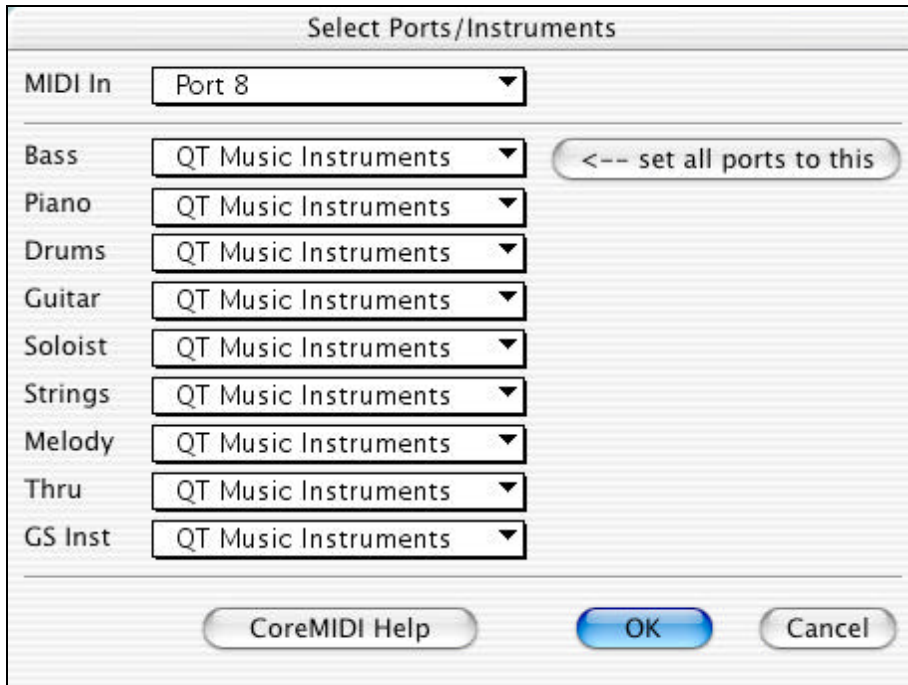 Select Ports/Instruments
MIDI In Port 8
Bass QT Music Instruments <-- set all ports to this
Piano QT Music Instruments
Drums QT Music Instruments
Guitar QT Music Instruments
Soloist QT Music Instruments
Strings QT Music Instruments
Melody QT Music Instruments
Thru QT Music Instruments
GS Inst QT Music Instruments
CoreMIDI Help OK Cancel